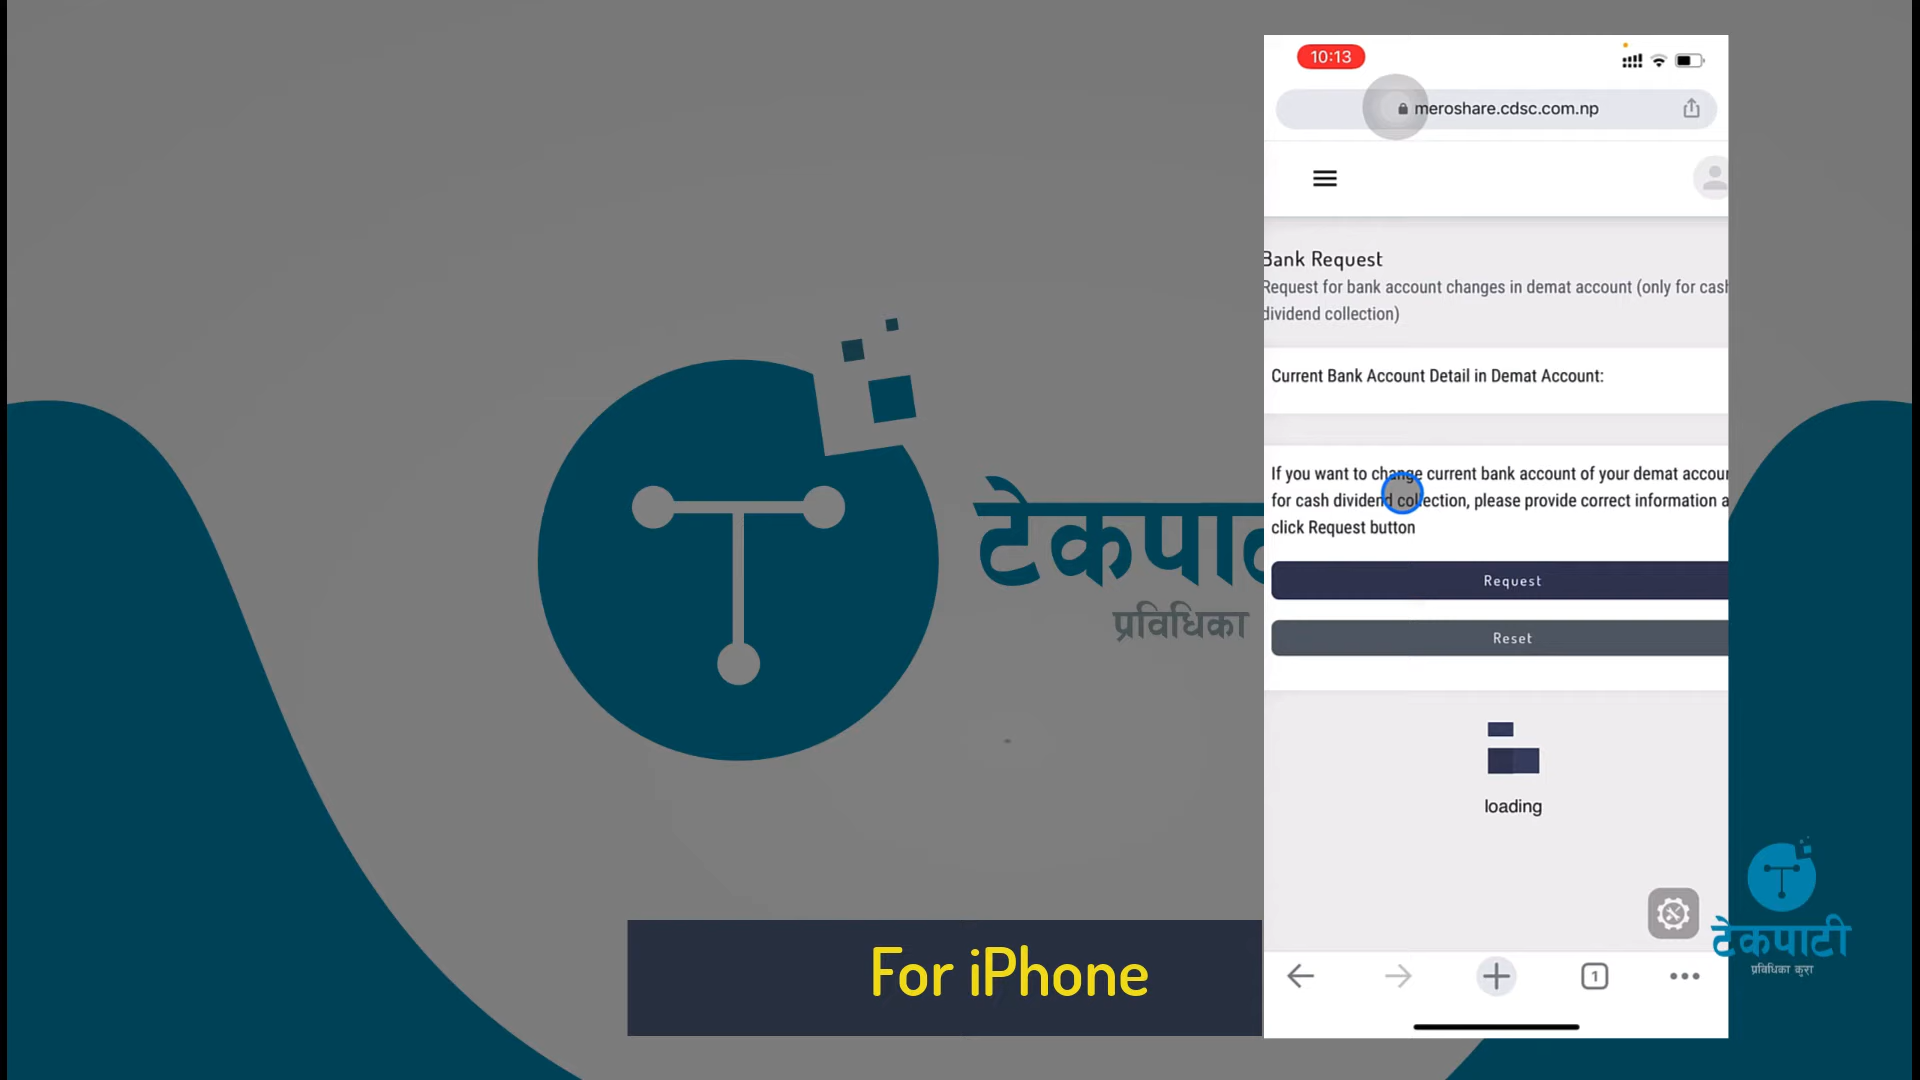 10:13
meroshare.cdsc.com.np
Bank Request
Request for bank account changes in demat account (only for cash
dividend collection)
Current Bank Account Detail in Demat Account:
If you want to change current bank account of your demat accou
for cash dividend collection, please provide correct information a
click Request button
Request
Reset
loading
1
टेकपा
प्रविधिका
For iPhone
टेकपाटी
प्रविधिका कुरा